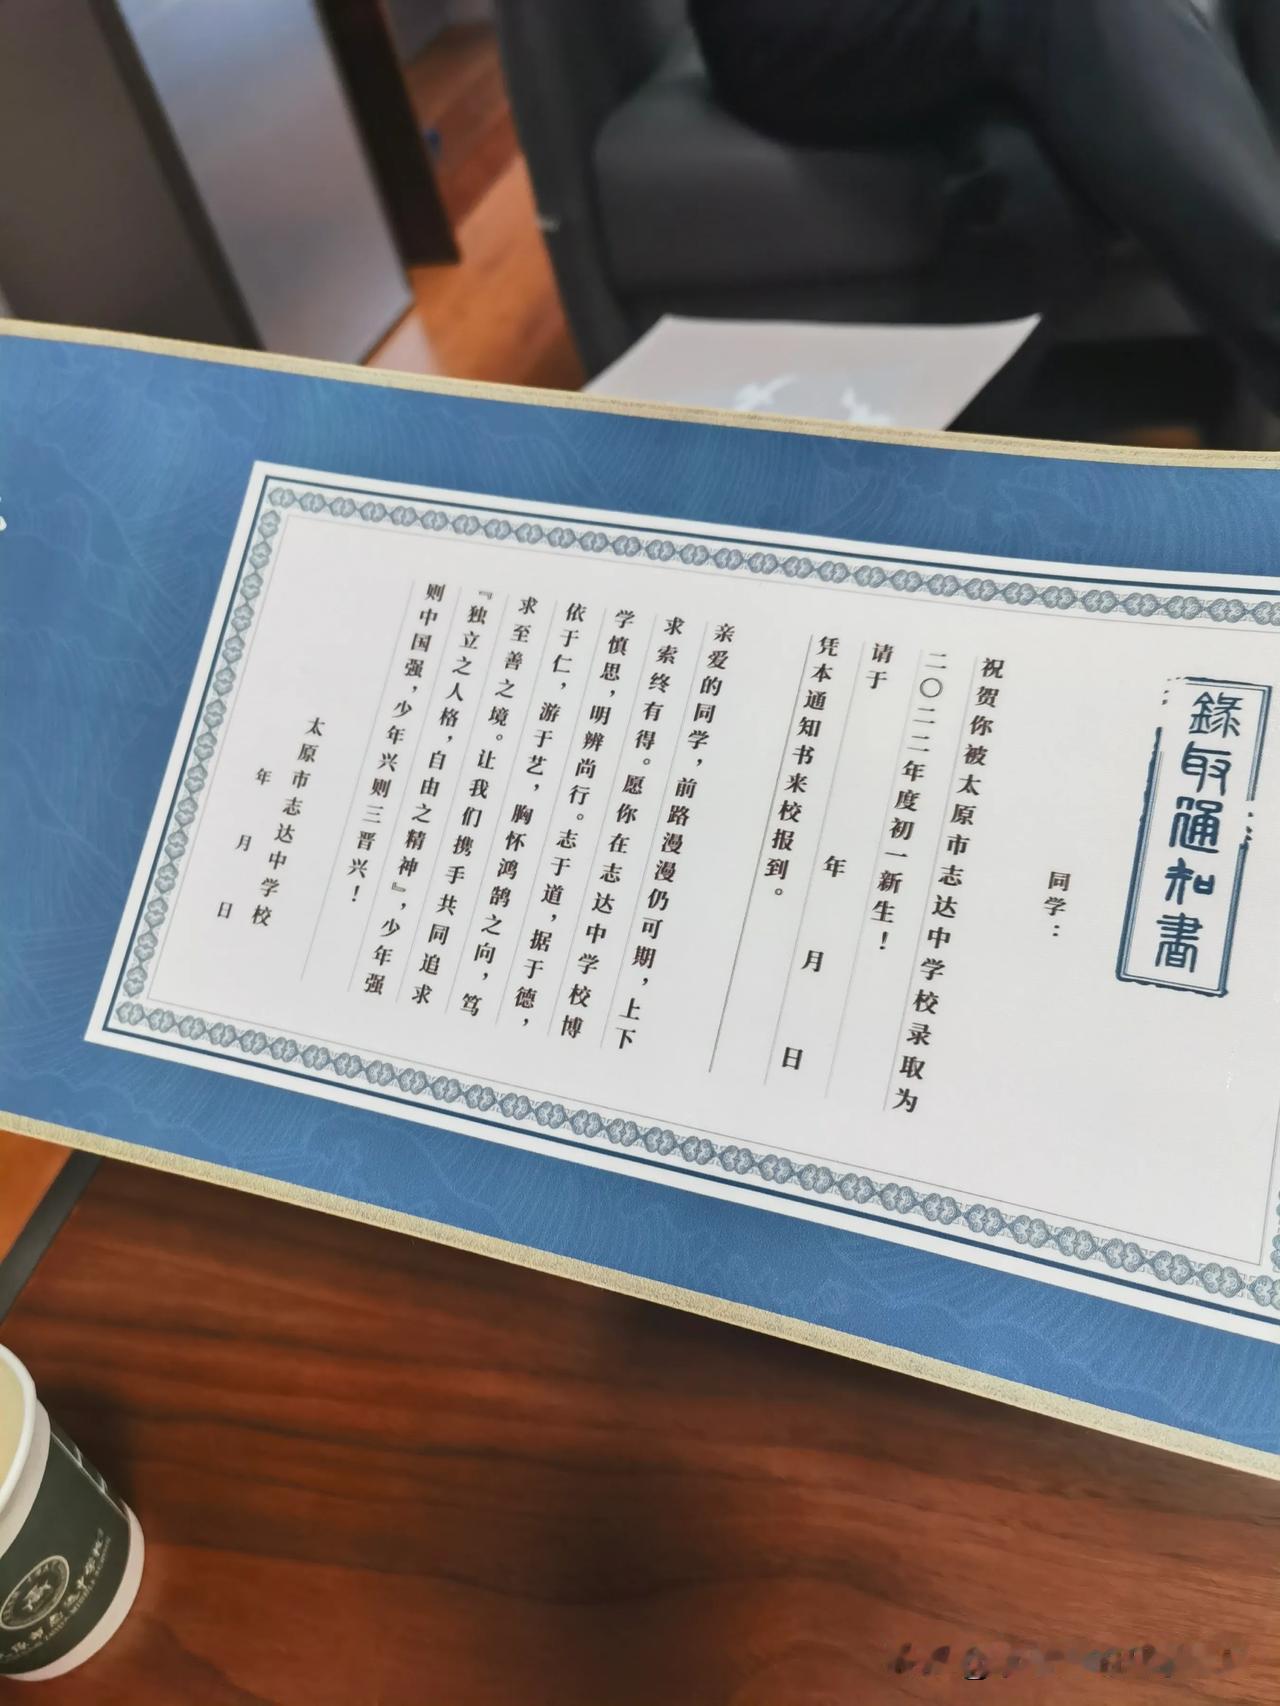 錄取通知書
同学：
祝贺你被太原市志达中学校录取为
二〇二二年度初一新生！
请于
年 月 日
凭本通知书来校报到。
亲爱的同学，前路漫漫仍可期，上下
求索终有得。愿你在志达中学校博
学慎思，明辨尚行。志于道，据于德，
依于仁，游于艺，胸怀鸿鹄之向，笃
求至善之境。让我们携手共同追求
『独立之人格，自由之精神』，少年强
则中国强，少年兴则三晋兴！
太原市志达中学校
年 月 日